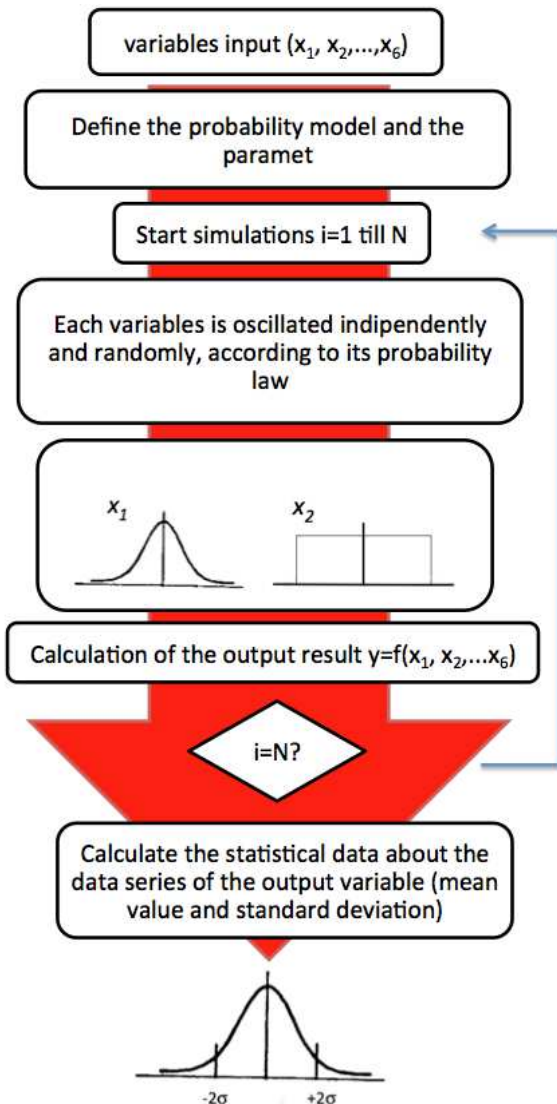 variables input (x₁, x₂,...,x₆)
Define the probability model and the
paramet
Start simulations i=1 till N
Each variables is oscillated indipendently
and randomly, according to its probability
law
x₁ x₂
Calculation of the output result y=f(x₁, x₂,...x₆)
i=N?
Calculate the statistical data about the
data series of the output variable (mean
value and standard deviation)
-2σ +2σ